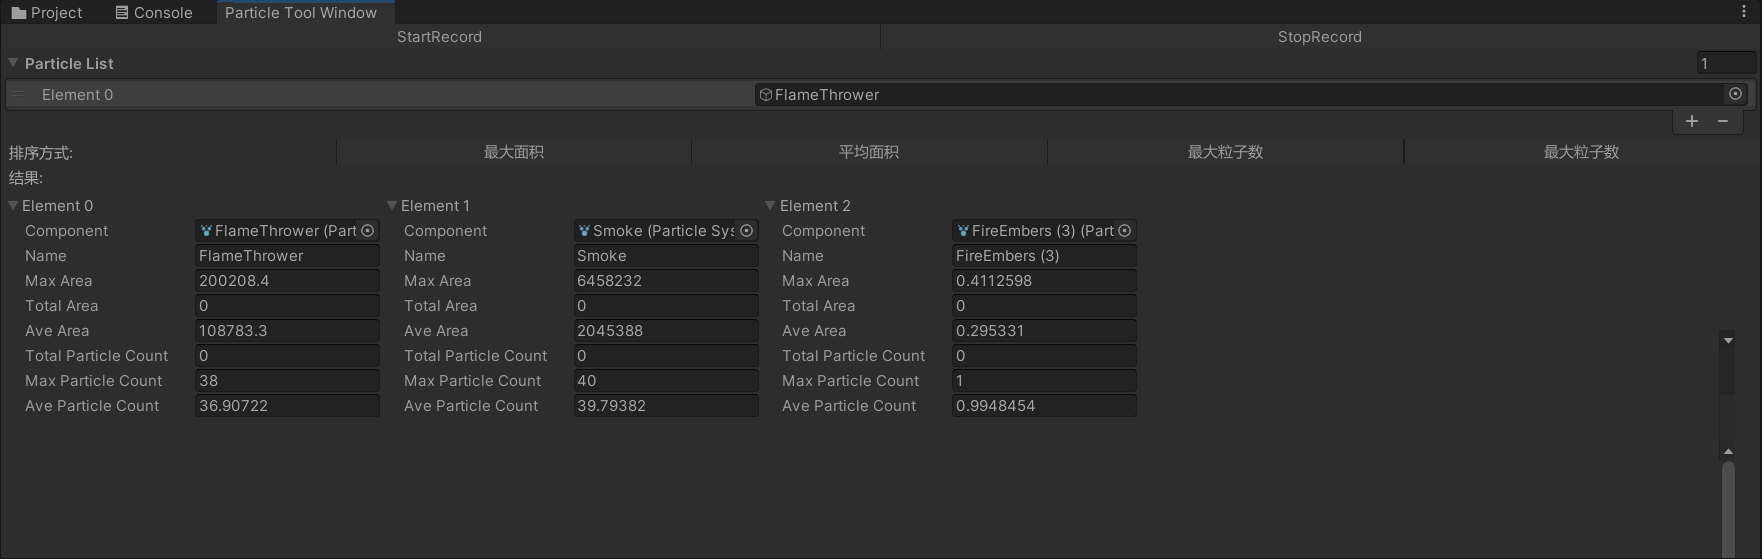 Project Console Particle Tool Window
StartRecord StopRecord
Particle List 1
Element 0 FlameThrower
+ −
排序方式: 最大面积 平均面积 最大粒子数 最大粒子数
结果:
Element 0 Element 1 Element 2
Component FlameThrower (Part Component Smoke (Particle Sys Component FireEmbers (3) (Part
Name FlameThrower Name Smoke Name FireEmbers (3)
Max Area 200208.4 Max Area 6458232 Max Area 0.4112598
Total Area 0 Total Area 0 Total Area 0
Ave Area 108783.3 Ave Area 2045388 Ave Area 0.295331
Total Particle Count 0 Total Particle Count 0 Total Particle Count 0
Max Particle Count 38 Max Particle Count 40 Max Particle Count 1
Ave Particle Count 36.90722 Ave Particle Count 39.79382 Ave Particle Count 0.9948454